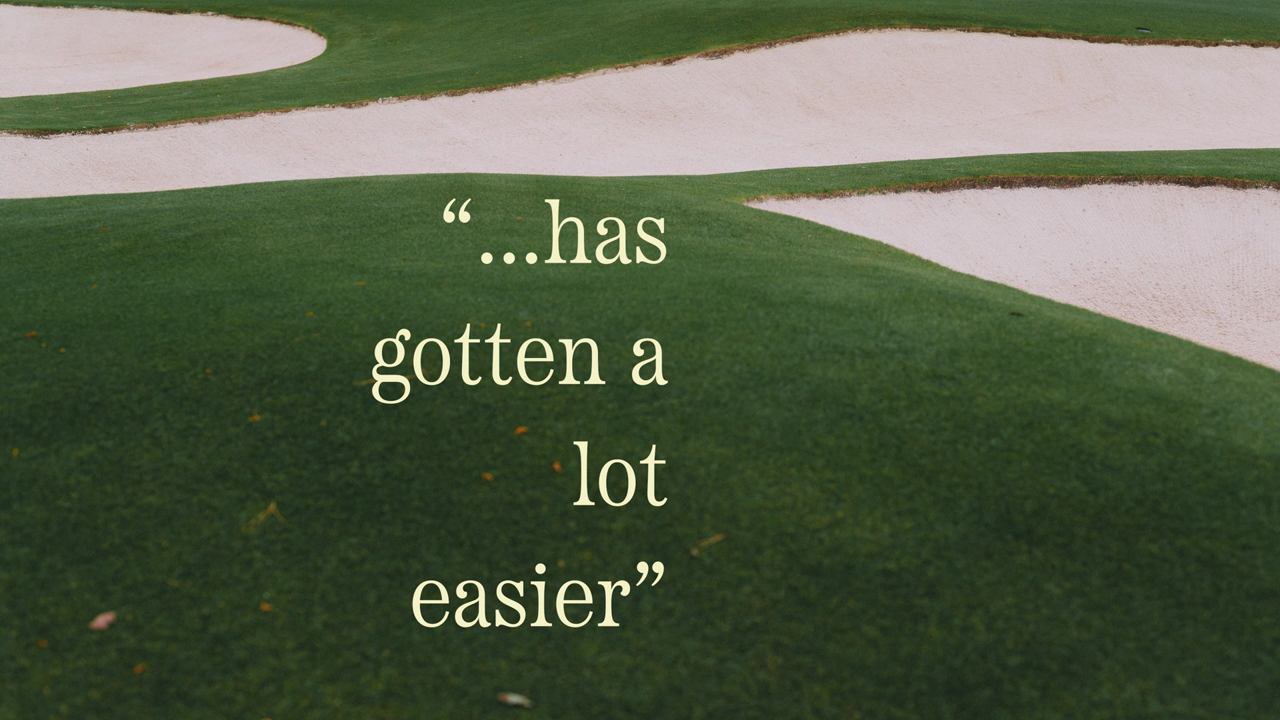 “...has
gotten a
lot
easier”